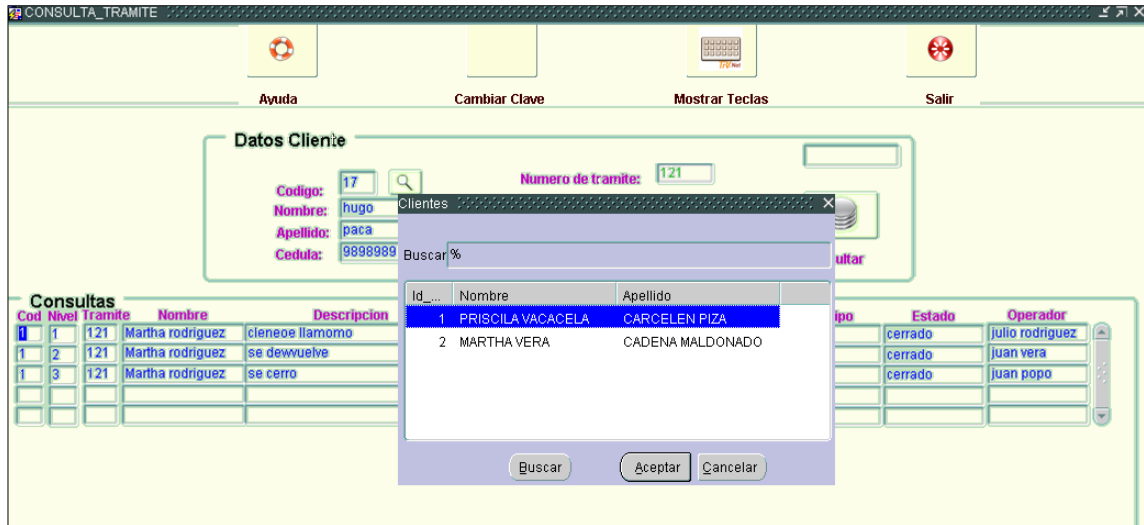 CONSULTA_TRAMITE
TriVNet
Ayuda Cambiar Clave Mostrar Teclas Salir
Datos Cliente
Codigo: 17 Numero de tramite: 121
Nombre: hugo
Apellido: paca
Cedula: 9898989
Clientes
Buscar %
Id_... Nombre Apellido
1 PRISCILA VACACELA CARCELEN PIZA
2 MARTHA VERA CADENA MALDONADO
Buscar Aceptar Cancelar
ultar
Consultas
Cod Nivel Tramite Nombre Descripcion ipo Estado Operador
1 1 121 Martha rodriguez cleneoe llamomo cerrado julio rodriguez
1 2 121 Martha rodriguez se dewvuelve cerrado juan vera
1 3 121 Martha rodriguez se cerro cerrado juan popo